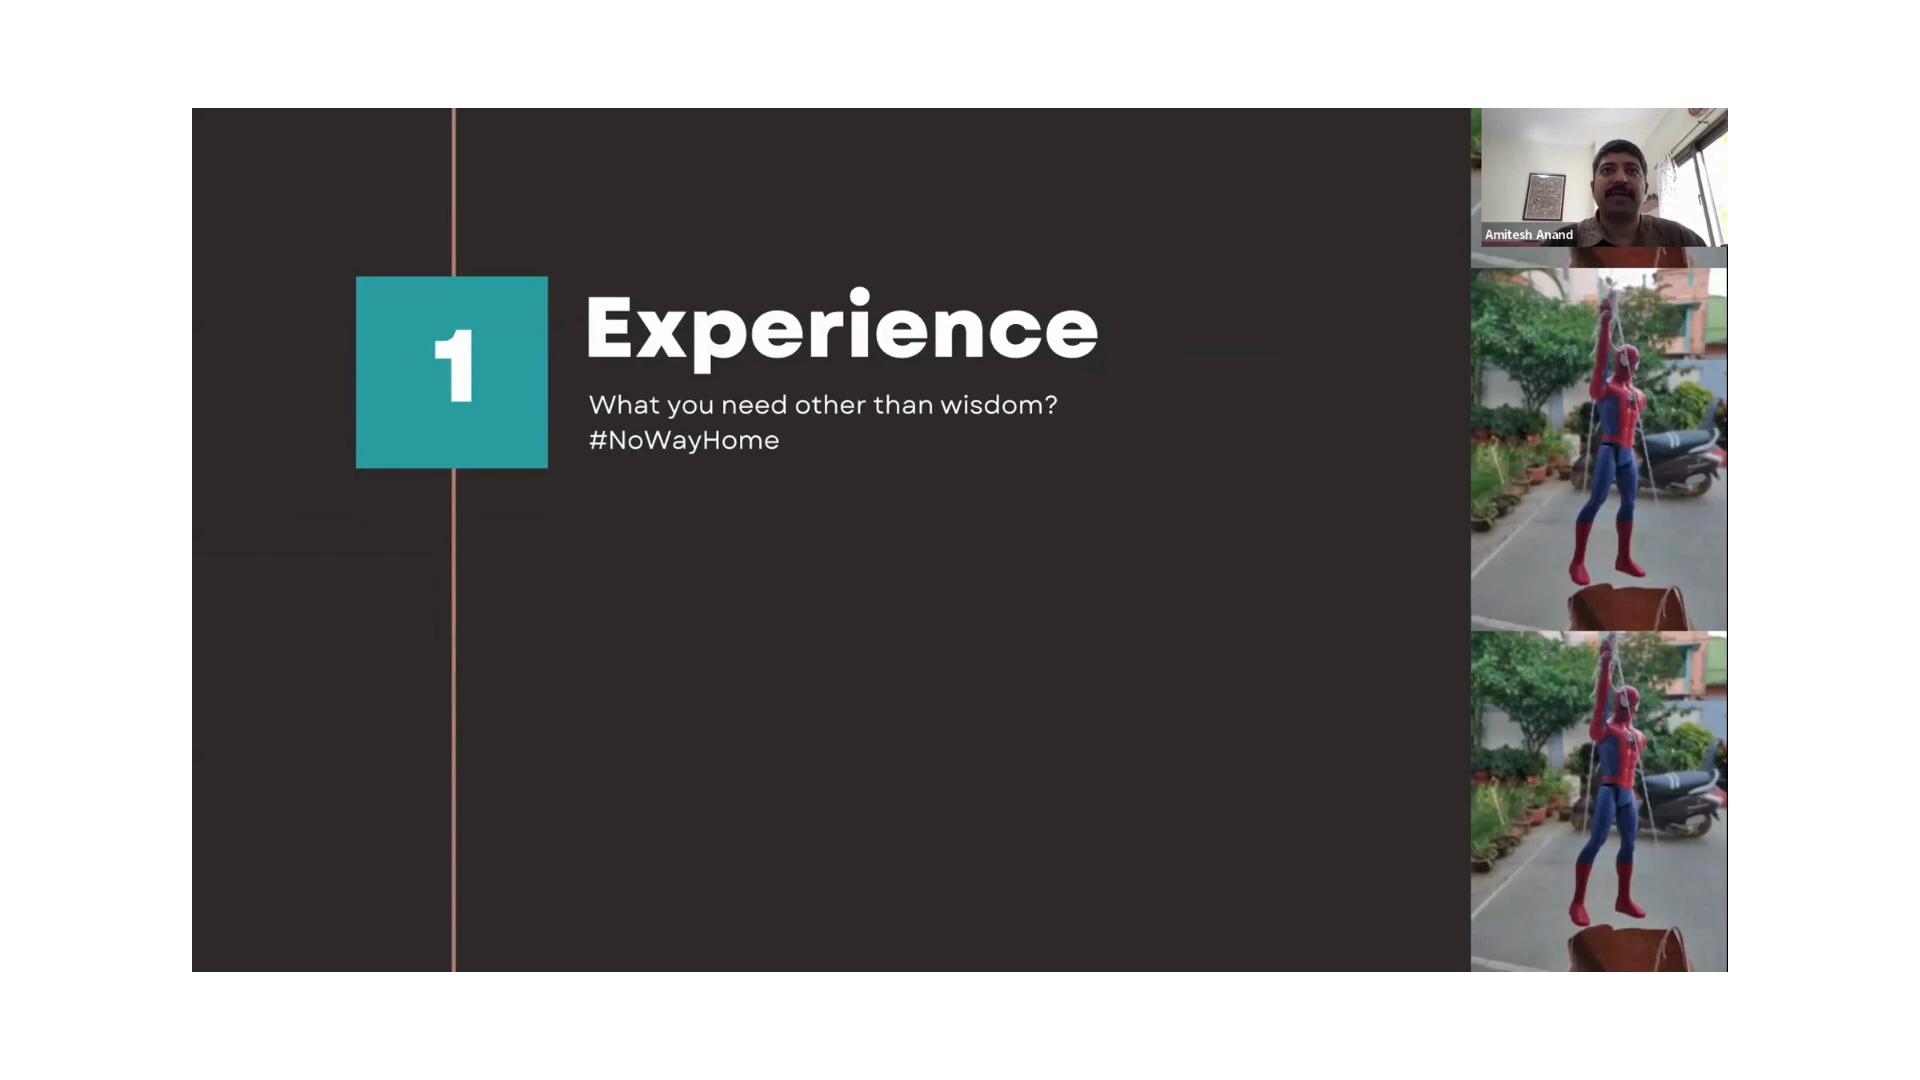 1
Experience
What you need other than wisdom?
#NoWayHome
Amitesh Anand